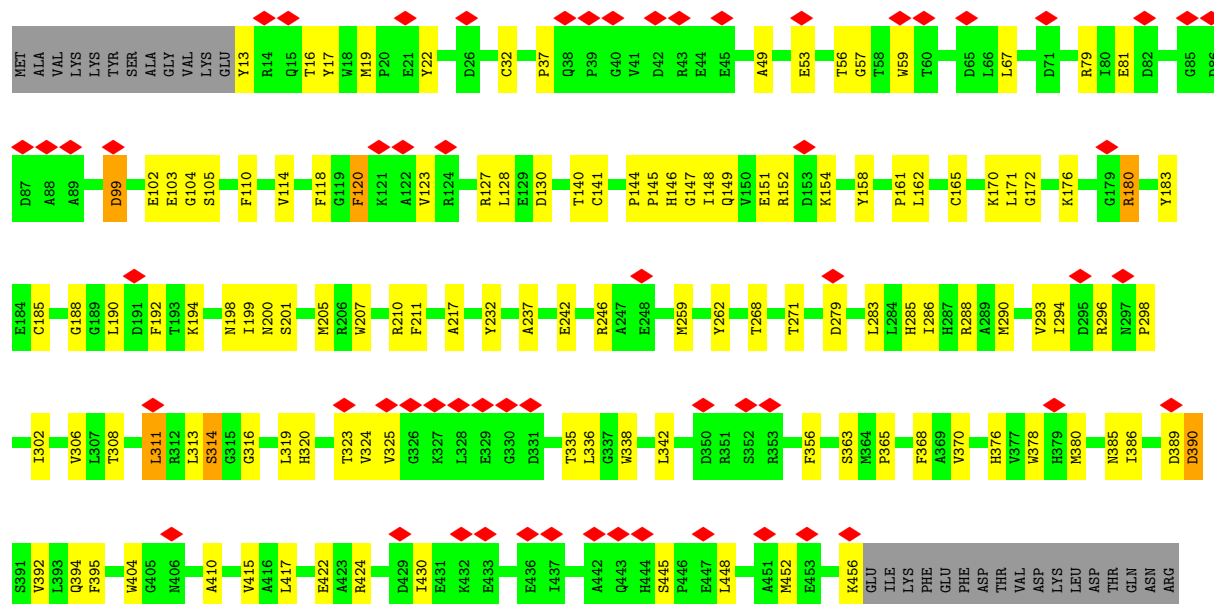 MET ALA VAL LYS LYS TYR SER ALA GLY VAL LYS GLU Y13 R14 Q15 T16 Y17 W18 M19 P20 E21 Y22 D26 C32 P37 Q38 P39 G40 V41 D42 R43 E44 E45 A49 E53 T56 G57 T58 W59 T60 D65 L66 L67 D71 R79 I80 E81 D82 G85 D86
D87 A88 A89 D99 E102 E103 G104 S105 F110 V114 F118 G119 F120 K121 A122 V123 R124 R127 L128 E129 D130 T140 C141 P144 P145 H146 G147 I148 Q149 V150 E151 R152 D153 K154 Y158 P161 L162 C165 K170 L171 G172 K176 G179 R180 Y183
E184 C185 G188 G189 L190 D191 F192 T193 K194 N198 I199 N200 S201 M205 R206 W207 R210 F211 A217 Y232 A237 E242 R246 A247 E248 M259 Y262 T268 T271 D279 L283 L284 H285 I286 H287 R288 A289 M290 V293 I294 D295 R296 N297 P298
I302 V306 L307 T308 L311 R312 L313 S314 G315 G316 L319 H320 T323 V324 V325 G326 K327 L328 E329 G330 D331 T335 L336 G337 W338 L342 D350 R351 S352 R353 F356 S363 M364 P365 F368 A369 V370 H376 V377 W378 H379 M380 N385 I386 D389 D390
S391 V392 L393 Q394 F395 W404 G405 N406 A410 V415 A416 L417 E422 A423 R424 D429 I430 E431 K432 E433 E436 I437 A442 Q443 H444 S445 P446 E447 L448 A451 M452 E453 K456 GLU ILE LYS PHE GLU PHE ASP THR VAL ASP LYS LEU ASP THR GLN ASN ARG